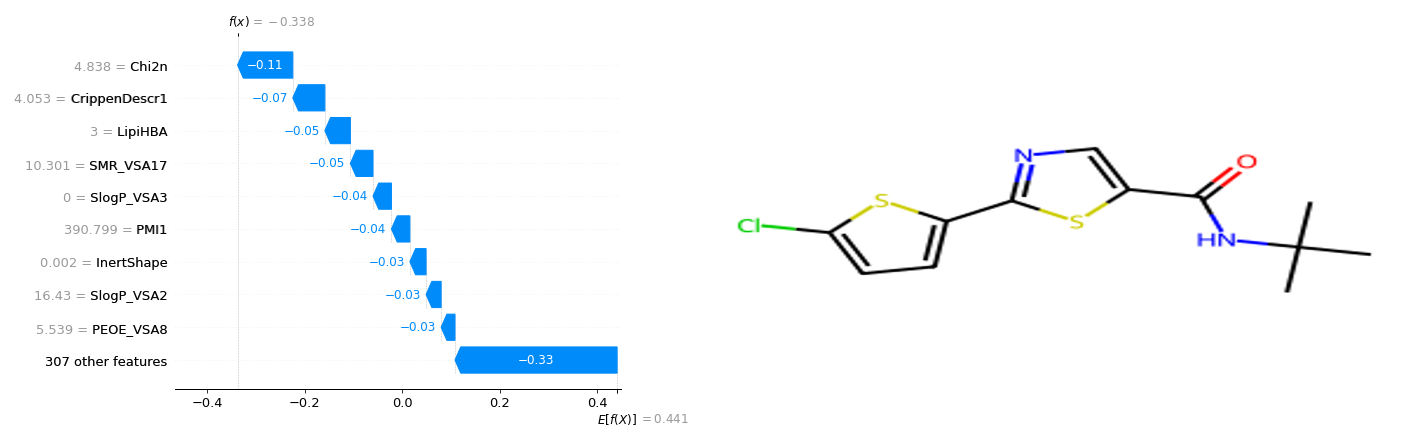 f(x) = −0.338
4.838 = Chi2n −0.11
4.053 = CrippenDescr1 −0.07
3 = LipiHBA −0.05
10.301 = SMR_VSA17 −0.05
0 = SlogP_VSA3 −0.04
390.799 = PMI1 −0.04
0.002 = InertShape −0.03
16.43 = SlogP_VSA2 −0.03
5.539 = PEOE_VSA8 −0.03
307 other features −0.33
−0.4 −0.2 0.0 0.2 0.4
E[f(X)] = 0.441
N
O
S
S
Cl
HN